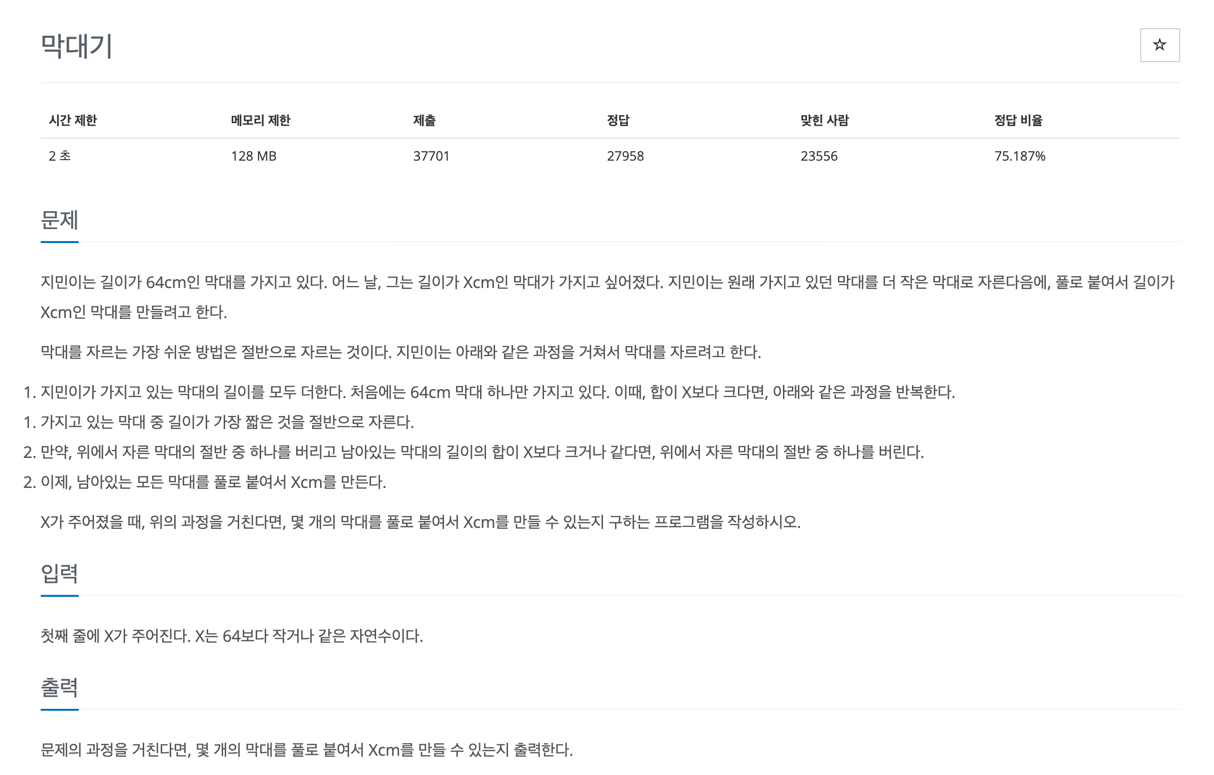 막대기
☆
시간 제한 메모리 제한 제출 정답 맞힌 사람 정답 비율
2 초 128 MB 37701 27958 23556 75.187%
문제
지민이는 길이가 64cm인 막대를 가지고 있다. 어느 날, 그는 길이가 Xcm인 막대가 가지고 싶어졌다. 지민이는 원래 가지고 있던 막대를 더 작은 막대로 자른다음에, 풀로 붙여서 길이가
Xcm인 막대를 만들려고 한다.
막대를 자르는 가장 쉬운 방법은 절반으로 자르는 것이다. 지민이는 아래와 같은 과정을 거쳐서 막대를 자르려고 한다.
1. 지민이가 가지고 있는 막대의 길이를 모두 더한다. 처음에는 64cm 막대 하나만 가지고 있다. 이때, 합이 X보다 크다면, 아래와 같은 과정을 반복한다.
1. 가지고 있는 막대 중 길이가 가장 짧은 것을 절반으로 자른다.
2. 만약, 위에서 자른 막대의 절반 중 하나를 버리고 남아있는 막대의 길이의 합이 X보다 크거나 같다면, 위에서 자른 막대의 절반 중 하나를 버린다.
2. 이제, 남아있는 모든 막대를 풀로 붙여서 Xcm를 만든다.
X가 주어졌을 때, 위의 과정을 거친다면, 몇 개의 막대를 풀로 붙여서 Xcm를 만들 수 있는지 구하는 프로그램을 작성하시오.
입력
첫째 줄에 X가 주어진다. X는 64보다 작거나 같은 자연수이다.
출력
문제의 과정을 거친다면, 몇 개의 막대를 풀로 붙여서 Xcm를 만들 수 있는지 출력한다.